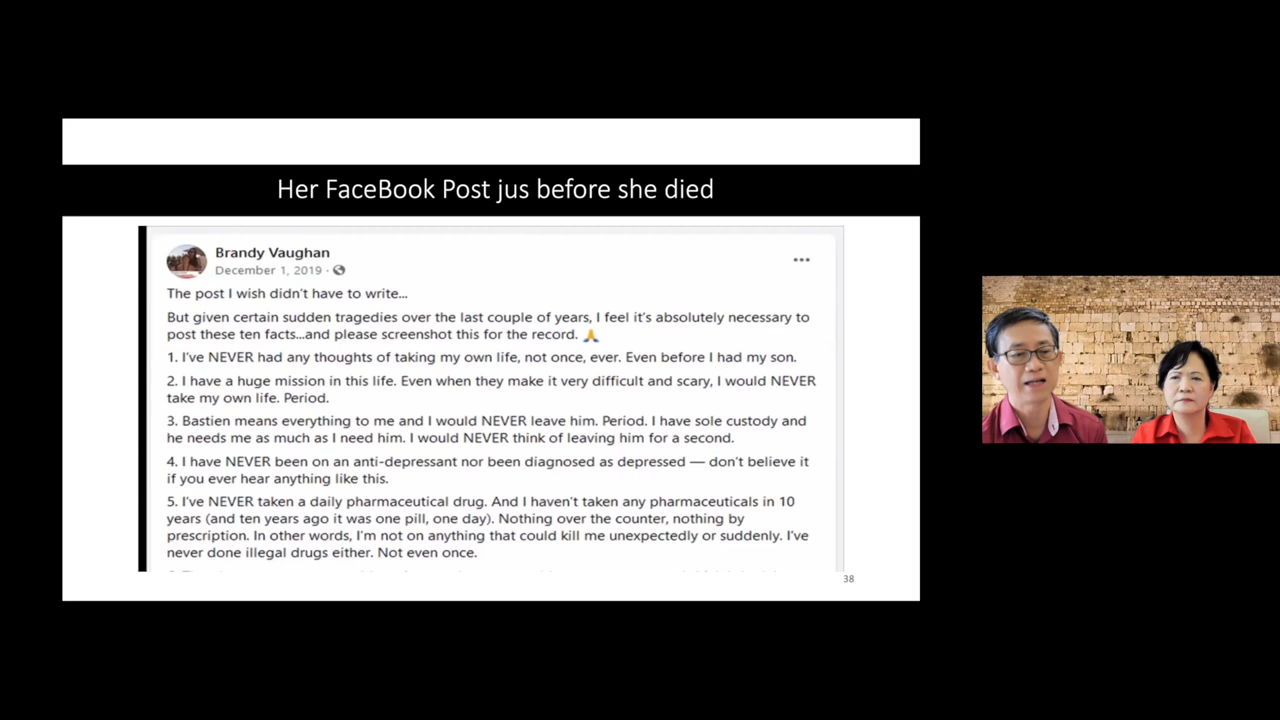 Her FaceBook Post jus before she died
Brandy Vaughan
December 1, 2019 ·
The post I wish didn't have to write...
But given certain sudden tragedies over the last couple of years, I feel it's absolutely necessary to
post these ten facts...and please screenshot this for the record. 🙏
1. I've NEVER had any thoughts of taking my own life, not once, ever. Even before I had my son.
2. I have a huge mission in this life. Even when they make it very difficult and scary, I would NEVER
take my own life. Period.
3. Bastien means everything to me and I would NEVER leave him. Period. I have sole custody and
he needs me as much as I need him. I would NEVER think of leaving him for a second.
4. I have NEVER been on an anti-depressant nor been diagnosed as depressed — don't believe it
if you ever hear anything like this.
5. I've NEVER taken a daily pharmaceutical drug. And I haven't taken any pharmaceuticals in 10
years (and ten years ago it was one pill, one day). Nothing over the counter, nothing by
prescription. In other words, I'm not on anything that could kill me unexpectedly or suddenly. I've
never done illegal drugs either. Not even once.
38